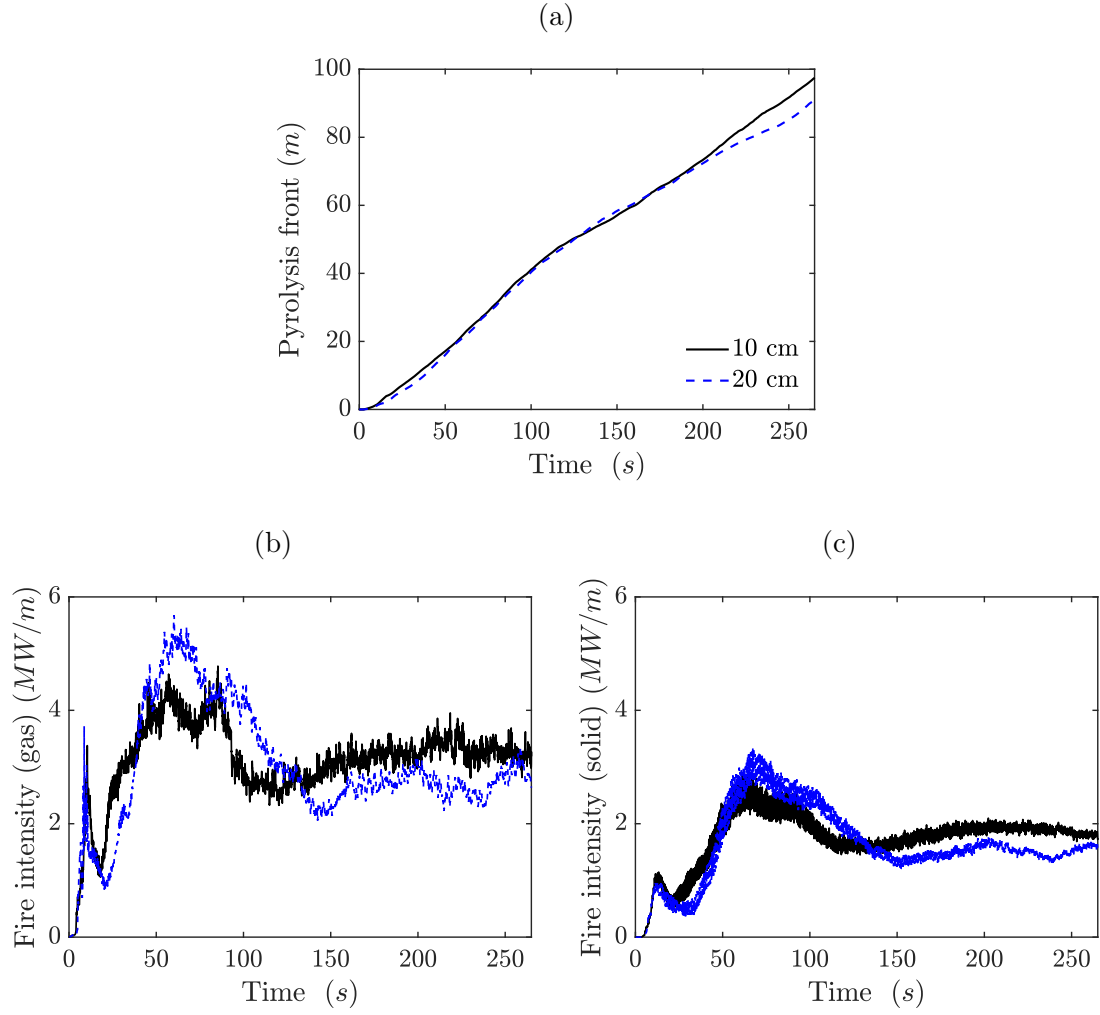 (a)
Pyrolysis front (m)
100
80
60
40
20
0
10 cm
20 cm
0 50 100 150 200 250
Time (s)
(b)
Fire intensity (gas) (MW/m)
6
4
2
0
0 50 100 150 200 250
Time (s)
(c)
Fire intensity (solid) (MW/m)
6
4
2
0
0 50 100 150 200 250
Time (s)